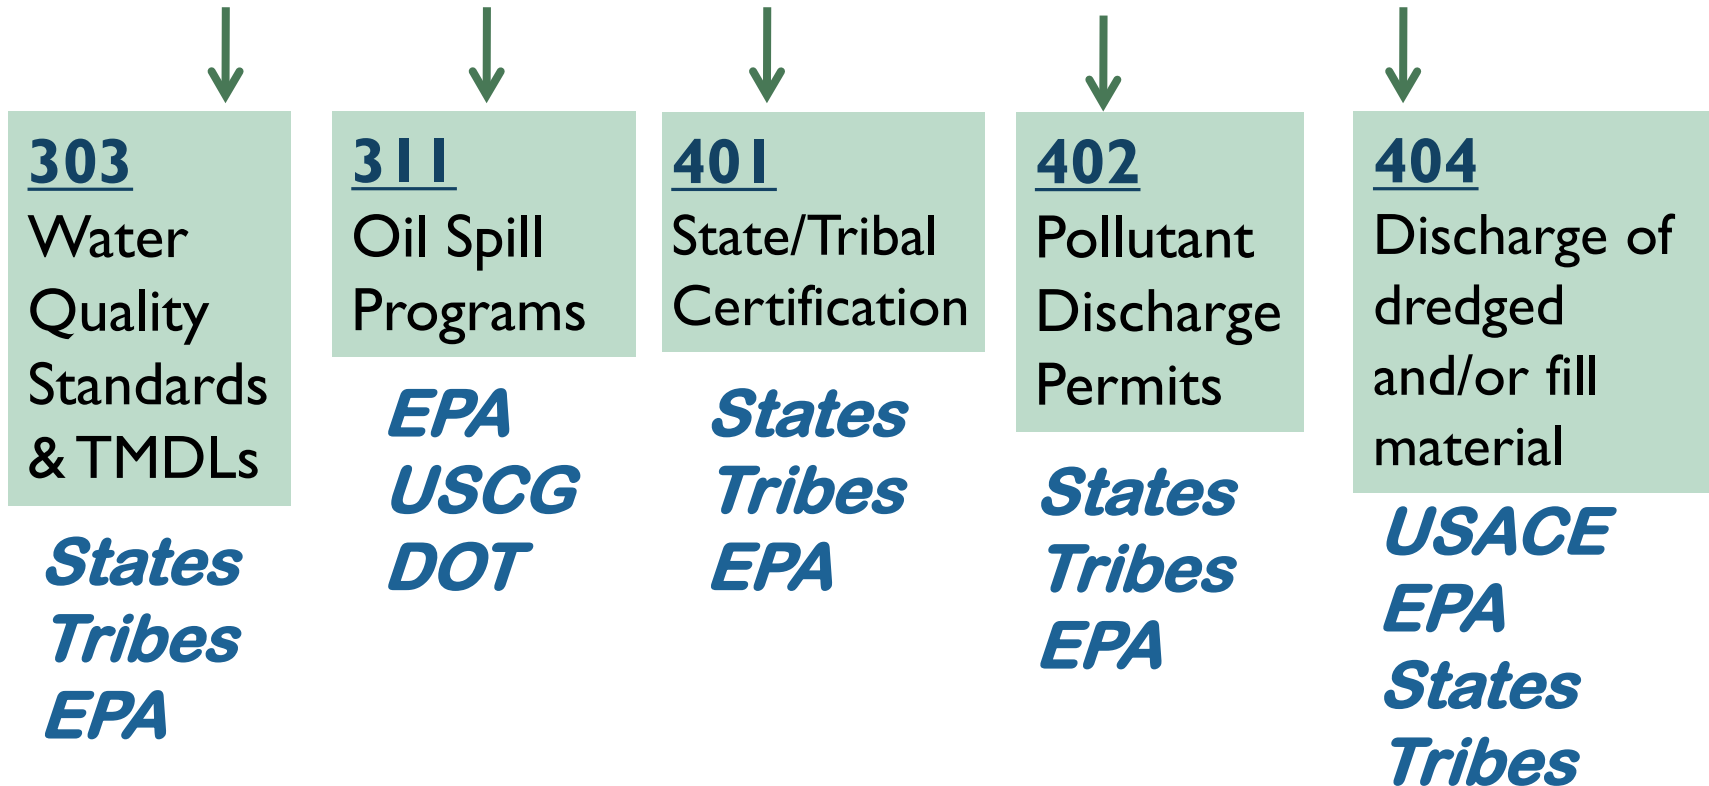 303
Water
Quality
Standards
& TMDLs
States
Tribes
EPA
311
Oil Spill
Programs
EPA
USCG
DOT
401
State/Tribal
Certification
States
Tribes
EPA
402
Pollutant
Discharge
Permits
States
Tribes
EPA
404
Discharge of
dredged
and/or fill
material
USACE
EPA
States
Tribes